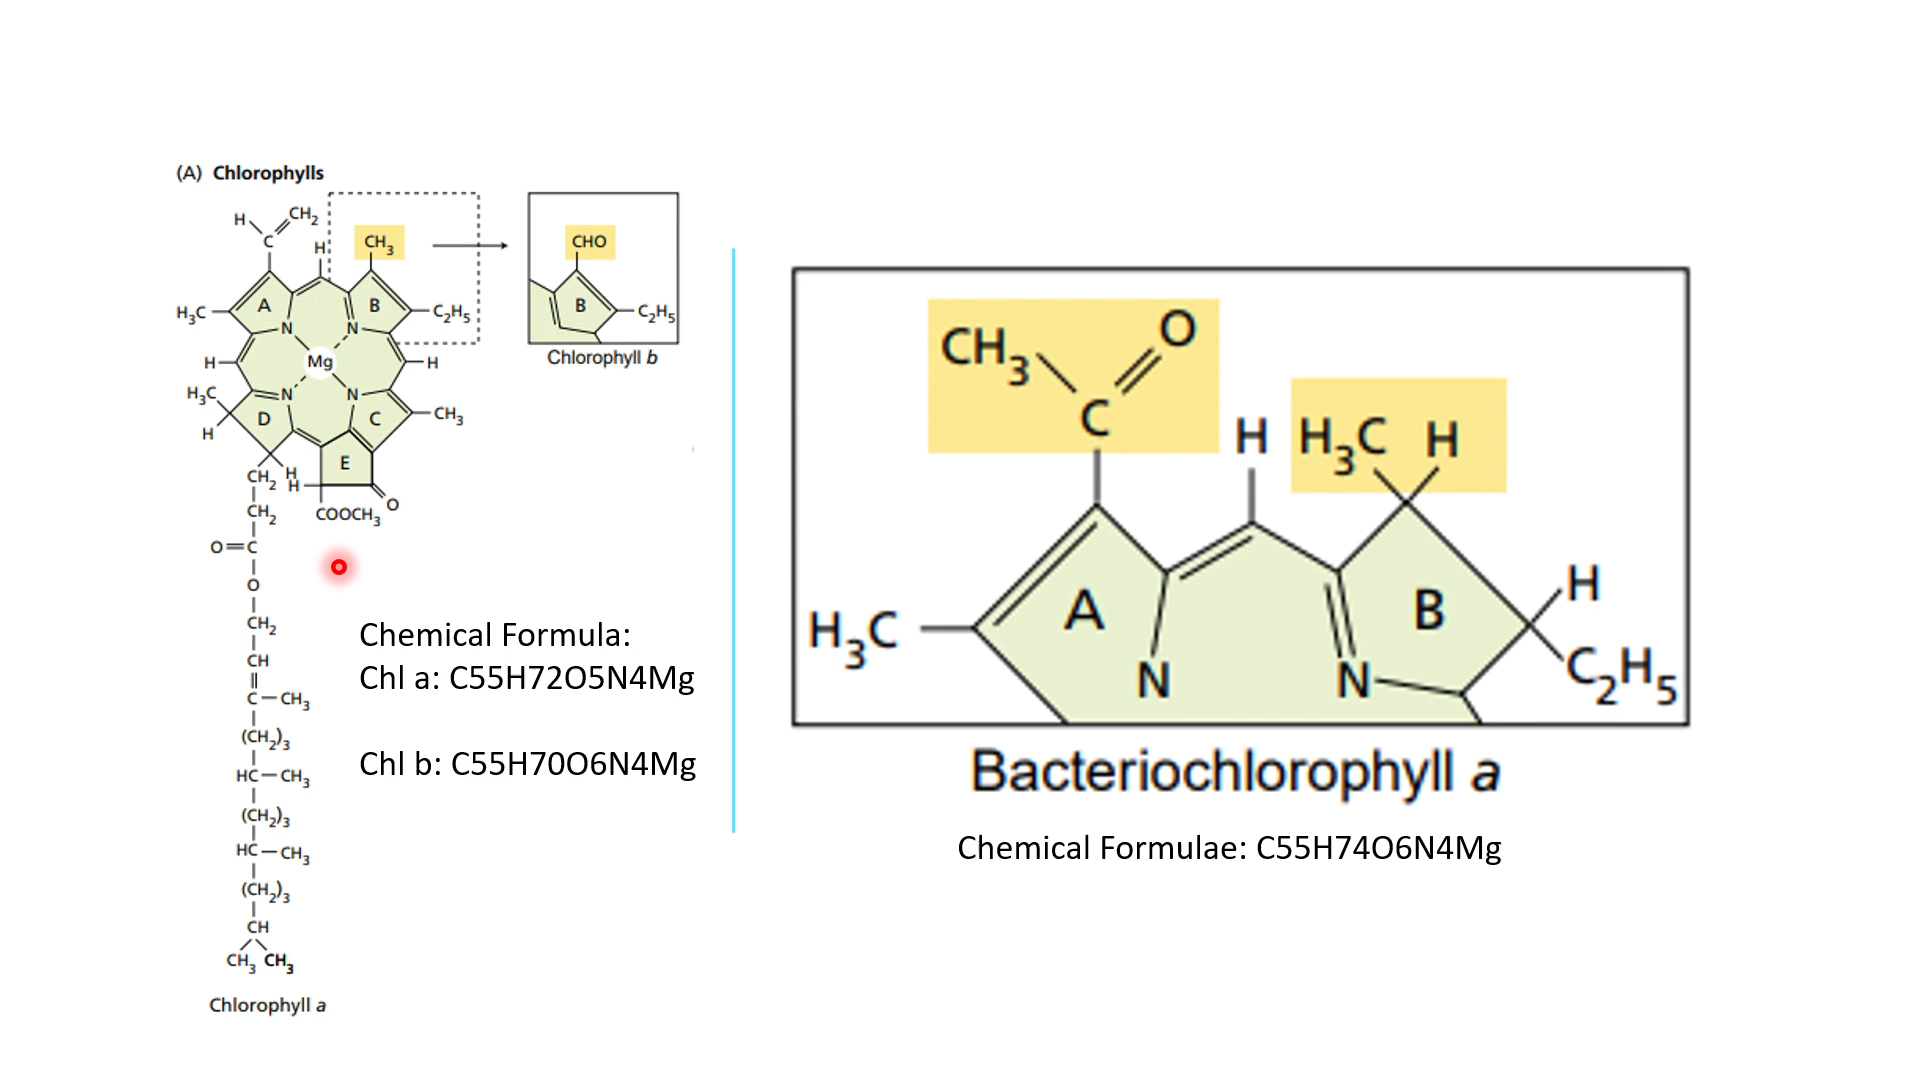 (A) Chlorophylls
H
CH2
C
H
CH3
CHO
A
B
B
H3C
C2H5
C2H5
N
N
Chlorophyll b
H
Mg
H
H3C
N
N
D
C
CH3
H
E
CH2
H
H
O
CH2
COOCH3
O=C
O
CH2
CH
C
CH3
(CH2)3
HC
CH3
(CH2)3
HC
CH3
(CH2)3
CH
CH3
CH3
Chlorophyll a
Chemical Formula:
Chl a: C55H72O5N4Mg
Chl b: C55H70O6N4Mg
CH3
O
C
H
H3C
H
A
B
H
H3C
N
N
C2H5
Bacteriochlorophyll a
Chemical Formulae: C55H74O6N4Mg